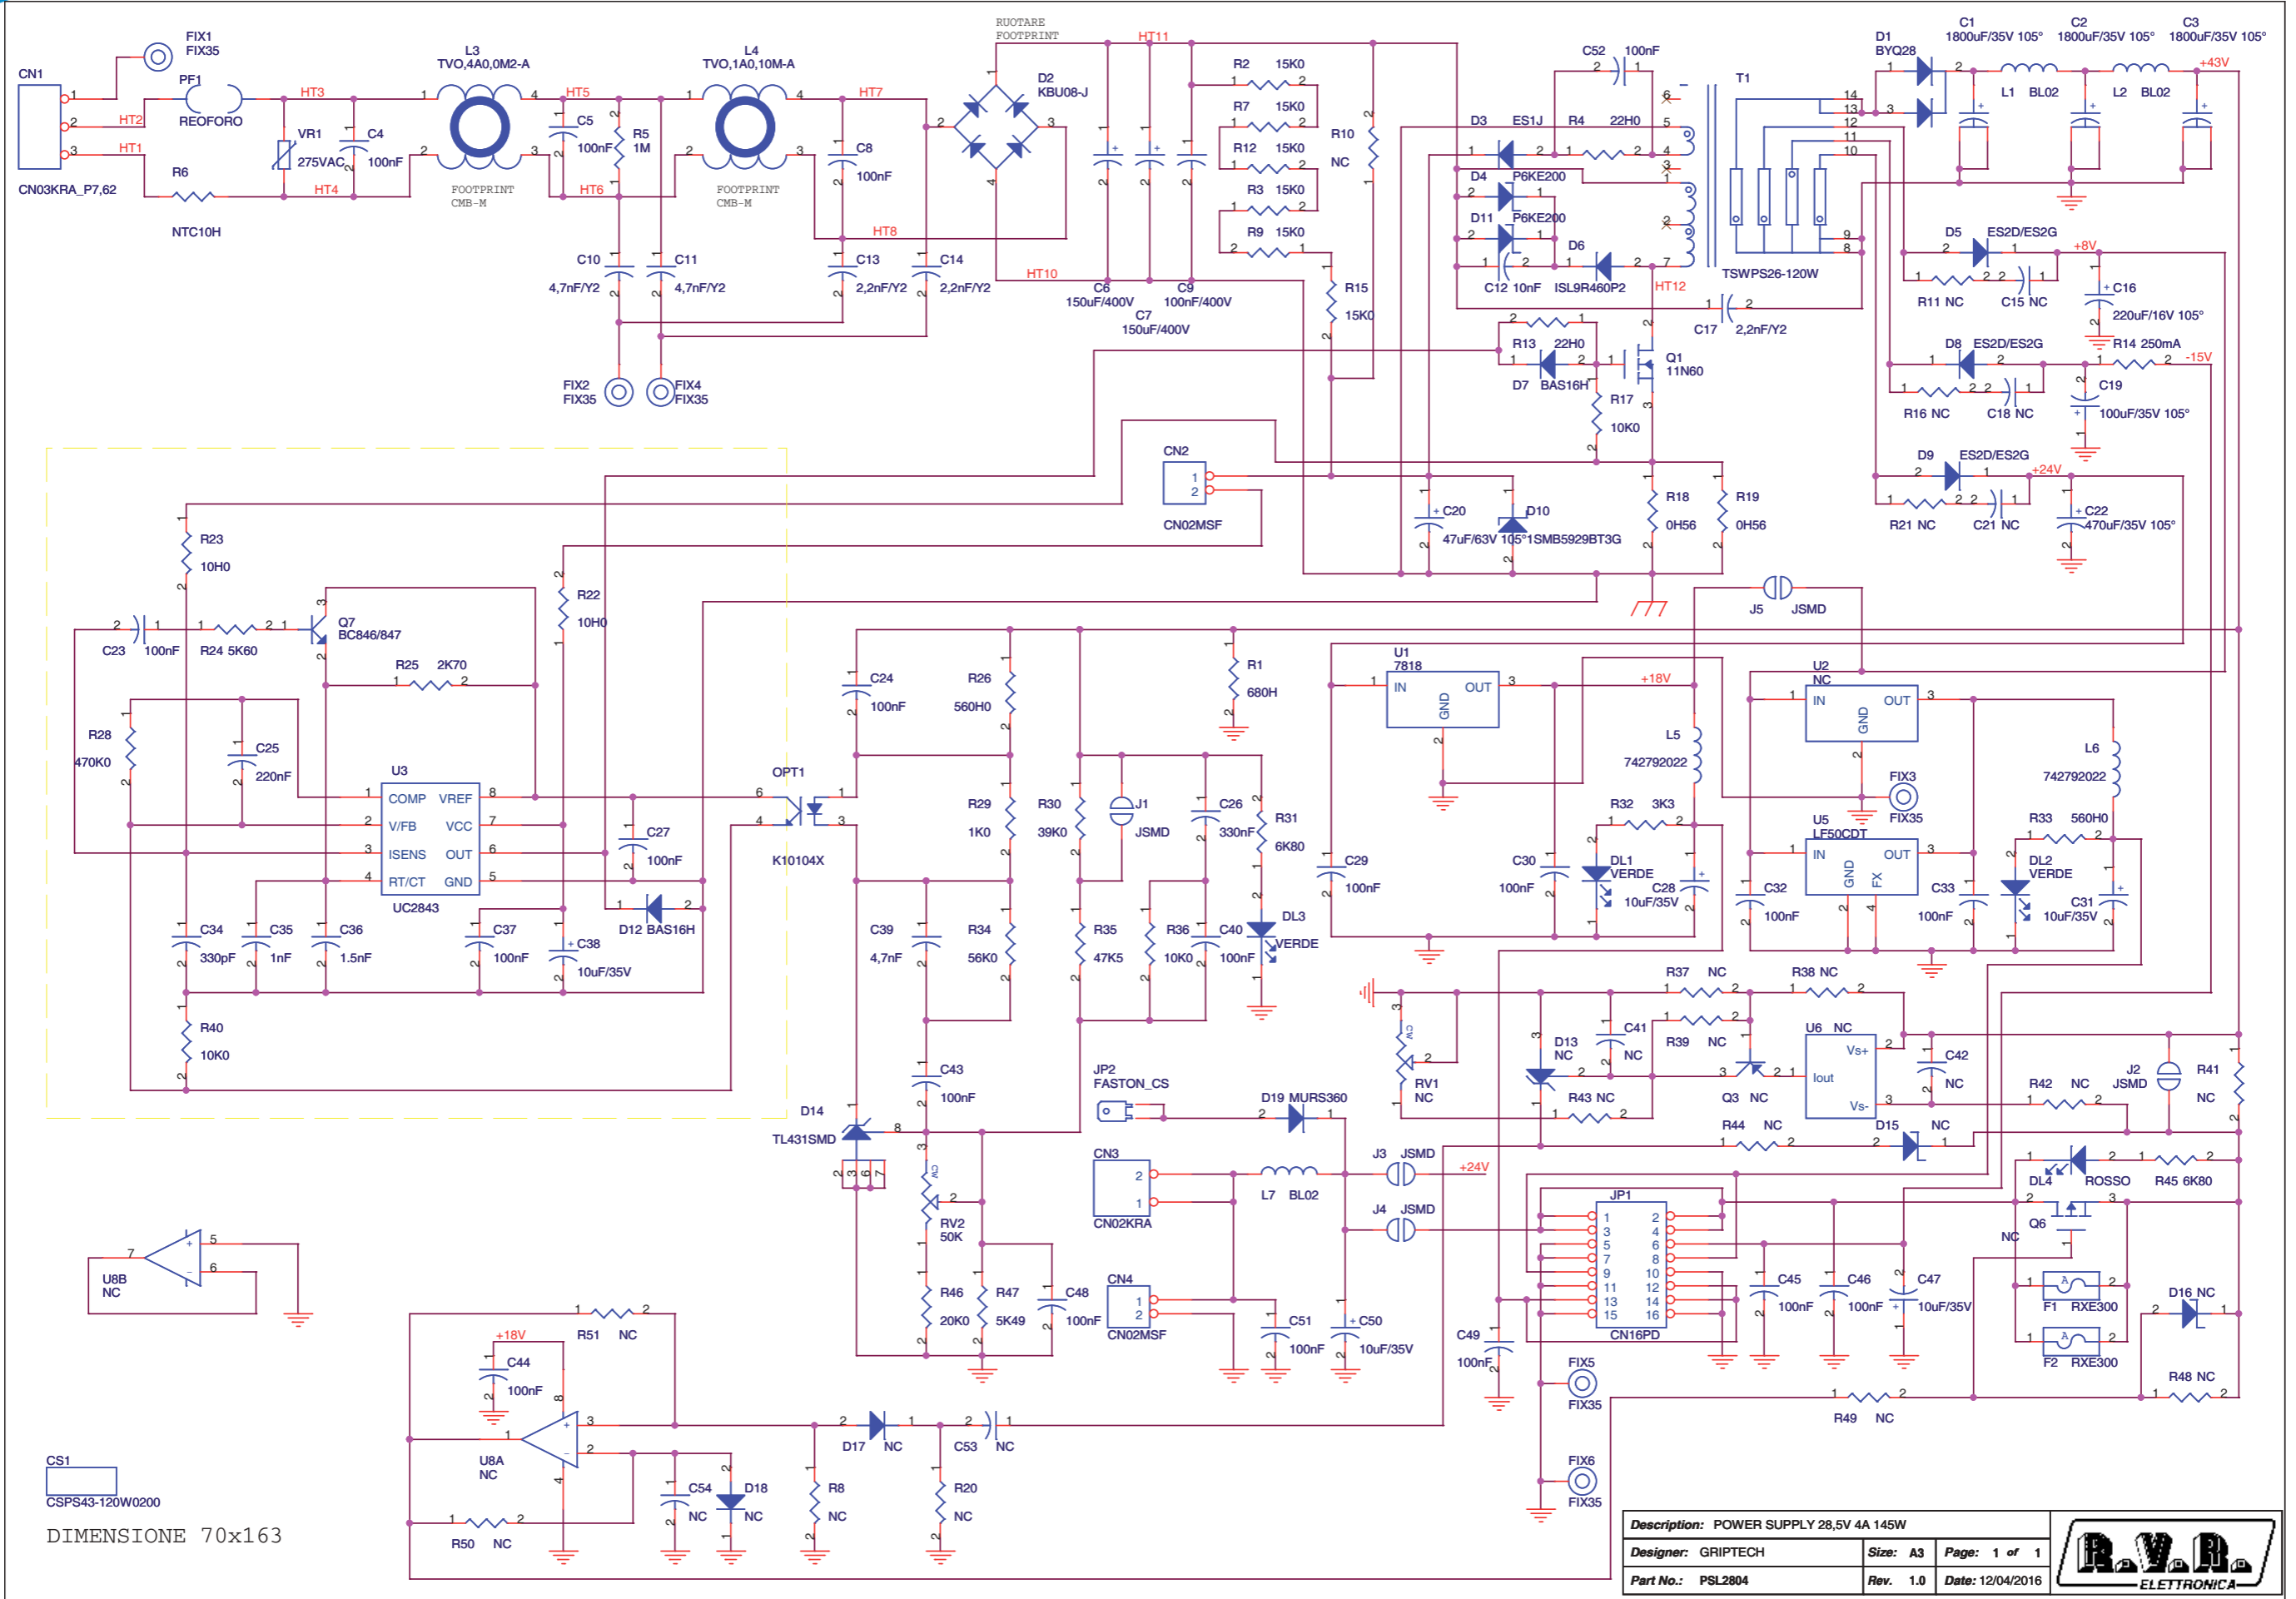 FIX1
FIX35
CN1
PF1
REOFORO
HT3
HT2
HT1
CN03KRA_P7,62
R6
NTC10H
VR1
275VAC
C4
100nF
HT4
L3
TVO,4A0,0M2-A
FOOTPRINT
CMB-M
HT5
C5
100nF
R5
1M
HT6
L4
TVO,1A0,10M-A
FOOTPRINT
CMB-M
HT7
C8
100nF
HT8
C10
4,7nF/Y2
C11
4,7nF/Y2
C13
2,2nF/Y2
C14
2,2nF/Y2
FIX2
FIX35
FIX4
FIX35
RUOTARE
FOOTPRINT
D2
KBU08-J
HT11
HT10
C6
150uF/400V
C7
150uF/400V
C9
100nF/400V
R2 15K0
R7 15K0
R12 15K0
R3 15K0
R9 15K0
R10
NC
R15
15K0
C52 100nF
D3 ES1J
R4 22H0
D4 P6KE200
D11 P6KE200
D6
ISL9R460P2
C12 10nF
HT12
T1
TSWPS26-120W
C17 2,2nF/Y2
R13 22H0
D7 BAS16H
Q1
11N60
R17
10K0
R18
0H56
R19
0H56
C20
47uF/63V 105°
D10
1SMB5929BT3G
CN2
CN02MSF
D1
BYQ28
C1
1800uF/35V 105°
C2
1800uF/35V 105°
C3
1800uF/35V 105°
+43V
L1 BL02
L2 BL02
D5 ES2D/ES2G
+8V
R11 NC
C15 NC
C16
220uF/16V 105°
D8 ES2D/ES2G
R14 250mA
-15V
R16 NC
C18 NC
C19
100uF/35V 105°
D9 ES2D/ES2G
+24V
R21 NC
C21 NC
C22
470uF/35V 105°
R23
10H0
R22
10H0
Q7
BC846/847
C23 100nF
R24 5K60
R25 2K70
R28
470K0
C25
220nF
U3
COMP VREF
V/FB VCC
ISENS OUT
RT/CT GND
UC2843
C27
100nF
D12 BAS16H
C34
330pF
C35
1nF
C36
1.5nF
C37
100nF
C38
10uF/35V
R40
10K0
OPT1
K10104X
C24
100nF
R26
560H0
R1
680H
R29
1K0
R30
39K0
J1
JSMD
C26
330nF
R31
6K80
C39
4,7nF
R34
56K0
R35
47K5
R36
10K0
C40
100nF
DL3
VERDE
C43
100nF
D14
TL431SMD
RV2
50K
R46
20K0
R47
5K49
C48
100nF
J5 JSMD
U1
7818
IN OUT
GND
+18V
L5
742792022
R32 3K3
C29
100nF
C30
100nF
DL1
VERDE
C28
10uF/35V
U2
NC
IN OUT
GND
FIX3
FIX35
U5
LF50CDT
IN OUT
GND FX
L6
742792022
R33 560H0
C32
100nF
C33
100nF
DL2
VERDE
C31
10uF/35V
R37 NC
R38 NC
R39 NC
C41
NC
D13
NC
CW
RV1
NC
R43 NC
Q3 NC
U6 NC
Vs+
Iout
Vs-
C42
NC
R42 NC
J2
JSMD
R41
NC
R44 NC
D15 NC
JP2
FASTON_CS
D19 MURS360
CN3
CN02KRA
L7 BL02
J3 JSMD
+24V
J4 JSMD
CN4
CN02MSF
C51
100nF
C50
10uF/35V
C49
100nF
JP1
1 2
3 4
5 6
7 8
9 10
11 12
13 14
15 16
CN16PD
FIX5
FIX35
FIX6
FIX35
C45
100nF
C46
100nF
C47
10uF/35V
DL4 ROSSO
R45 6K80
Q6
NC
F1 RXE300
F2 RXE300
D16 NC
R48 NC
R49 NC
U8B
NC
R51 NC
+18V
C44
100nF
U8A
NC
R50 NC
C54
NC
D18
NC
D17 NC
R8
NC
R20
NC
C53 NC
CS1
CSPS43-120W0200
DIMENSIONE 70x163
Description: POWER SUPPLY 28,5V 4A 145W
Designer: GRIPTECH Size: A3 Page: 1 of 1
Part No.: PSL2804 Rev. 1.0 Date: 12/04/2016
R.V.R.
ELETTRONICA